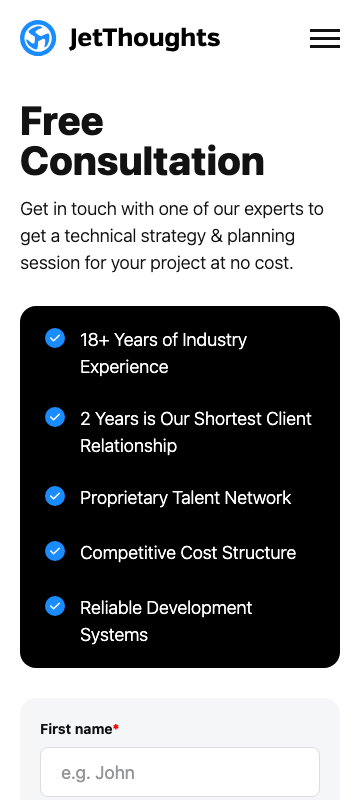 JetThoughts
Free
Consultation
Get in touch with one of our experts to
get a technical strategy & planning
session for your project at no cost.
18+ Years of Industry
Experience
2 Years is Our Shortest Client
Relationship
Proprietary Talent Network
Competitive Cost Structure
Reliable Development
Systems
First name*
e.g. John